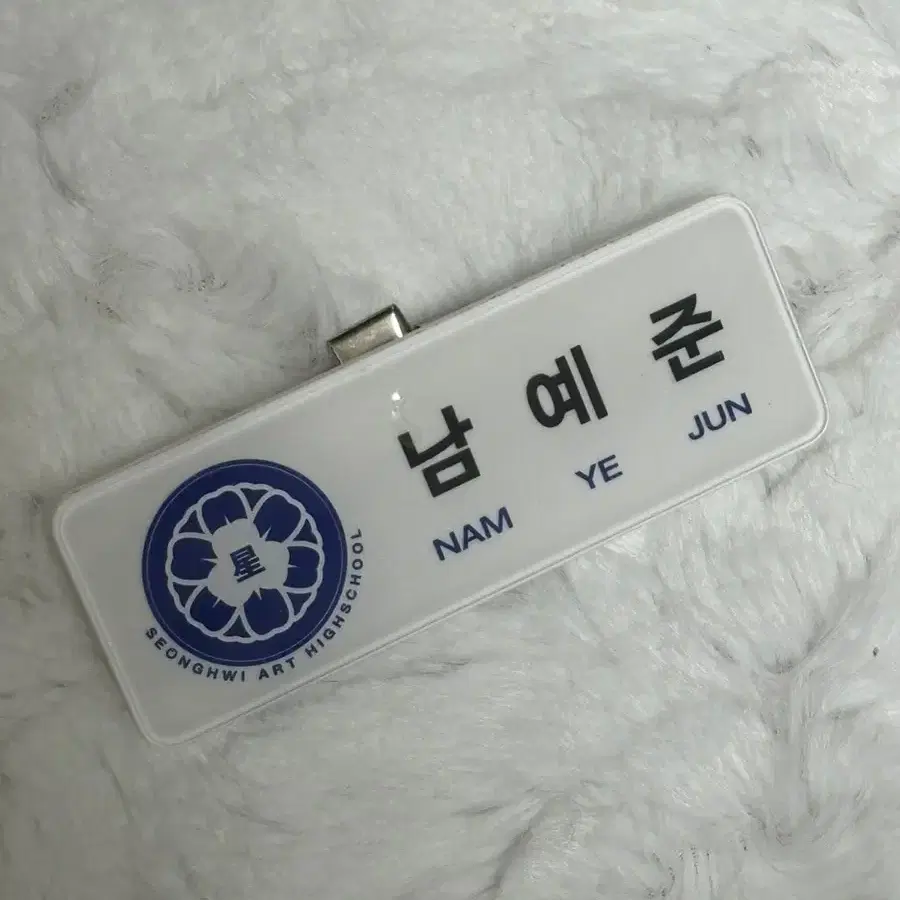 星
SEONGHWI ART HIGHSCHOOL
남 예 준
NAM YE JUN